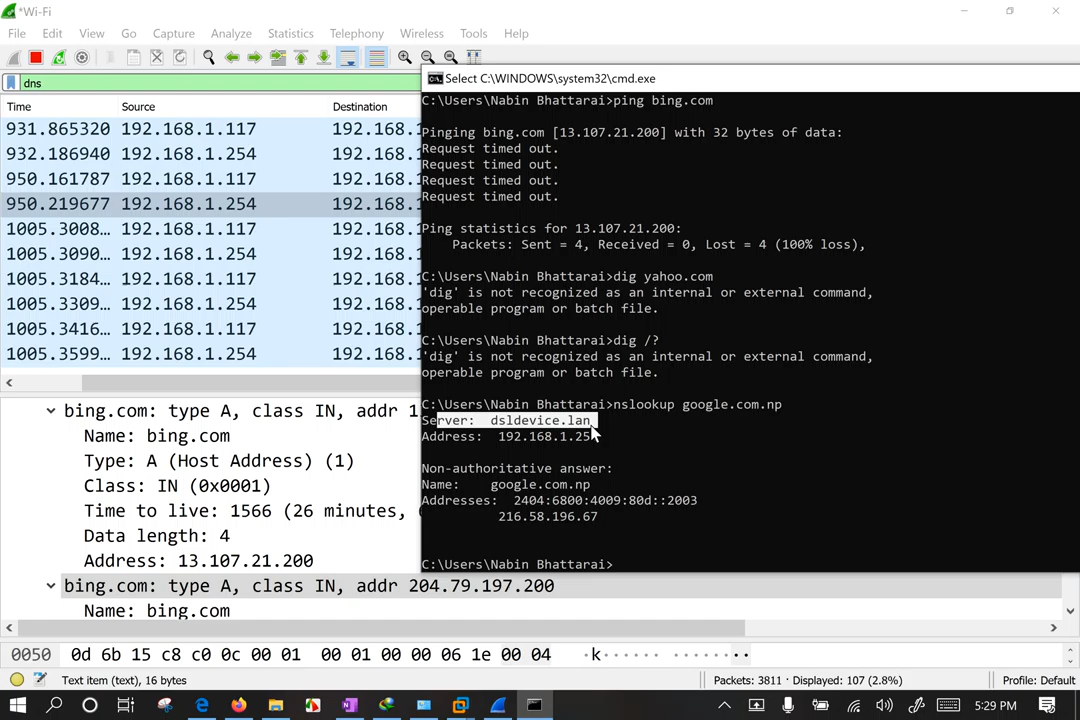 *Wi-Fi
File Edit View Go Capture Analyze Statistics Telephony Wireless Tools Help
dns
Time Source Destination
931.865320 192.168.1.117 192.168.1
932.186940 192.168.1.254 192.168.1
950.161787 192.168.1.117 192.168.1
950.219677 192.168.1.254 192.168.1
1005.3008… 192.168.1.117 192.168.1
1005.3090… 192.168.1.254 192.168.1
1005.3184… 192.168.1.117 192.168.1
1005.3309… 192.168.1.254 192.168.1
1005.3416… 192.168.1.117 192.168.1
1005.3599… 192.168.1.254 192.168.1
bing.com: type A, class IN, addr 1
Name: bing.com
Type: A (Host Address) (1)
Class: IN (0x0001)
Time to live: 1566 (26 minutes,
Data length: 4
Address: 13.107.21.200
bing.com: type A, class IN, addr 204.79.197.200
Name: bing.com
0050 0d 6b 15 c8 c0 0c 00 01 00 01 00 00 06 1e 00 04 ·k······ ········
Text item (text), 16 bytes
Packets: 3811 · Displayed: 107 (2.8%)
Profile: Default
Select C:\WINDOWS\system32\cmd.exe
C:\Users\Nabin Bhattarai>ping bing.com
Pinging bing.com [13.107.21.200] with 32 bytes of data:
Request timed out.
Request timed out.
Request timed out.
Request timed out.
Ping statistics for 13.107.21.200:
Packets: Sent = 4, Received = 0, Lost = 4 (100% loss),
C:\Users\Nabin Bhattarai>dig yahoo.com
'dig' is not recognized as an internal or external command,
operable program or batch file.
C:\Users\Nabin Bhattarai>dig /?
'dig' is not recognized as an internal or external command,
operable program or batch file.
C:\Users\Nabin Bhattarai>nslookup google.com.np
Server: dsldevice.lan
Address: 192.168.1.25
Non-authoritative answer:
Name: google.com.np
Addresses: 2404:6800:4009:80d::2003
216.58.196.67
C:\Users\Nabin Bhattarai>
5:29 PM